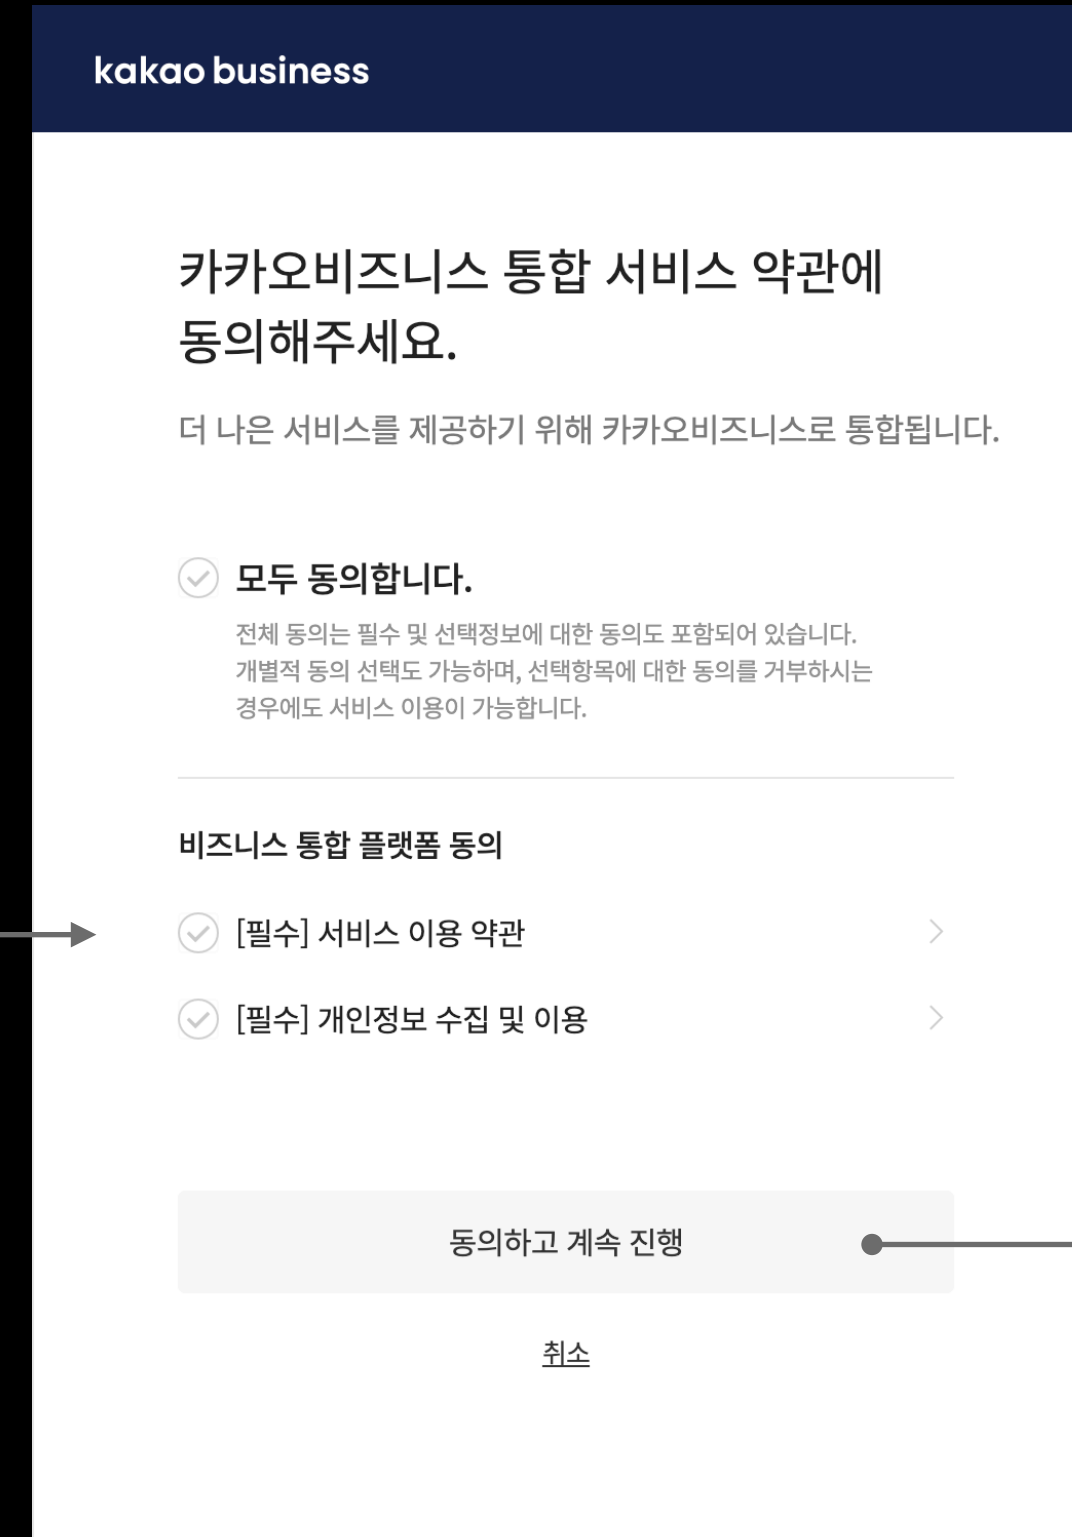 kakao business
카카오비즈니스 통합 서비스 약관에
동의해주세요.
더 나은 서비스를 제공하기 위해 카카오비즈니스로 통합됩니다.
모두 동의합니다.
전체 동의는 필수 및 선택정보에 대한 동의도 포함되어 있습니다.
개별적 동의 선택도 가능하며, 선택항목에 대한 동의를 거부하시는
경우에도 서비스 이용이 가능합니다.
비즈니스 통합 플랫폼 동의
[필수] 서비스 이용 약관
[필수] 개인정보 수집 및 이용
동의하고 계속 진행
취소